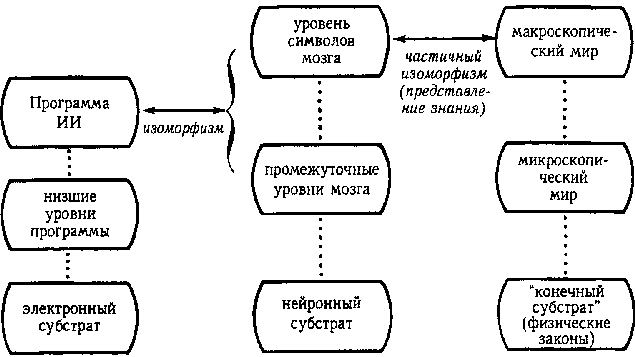 уровень
символов
мозга
частичный
изоморфизм
(представле-
ние знания)
макроскопиче-
ский мир
Программа
ИИ
изоморфизм
промежуточные
уровни мозга
микроскопи-
ческий
мир
низшие
уровни
программы
электронный
субстрат
нейронный
субстрат
"конечный
субстрат"
(физические
законы)